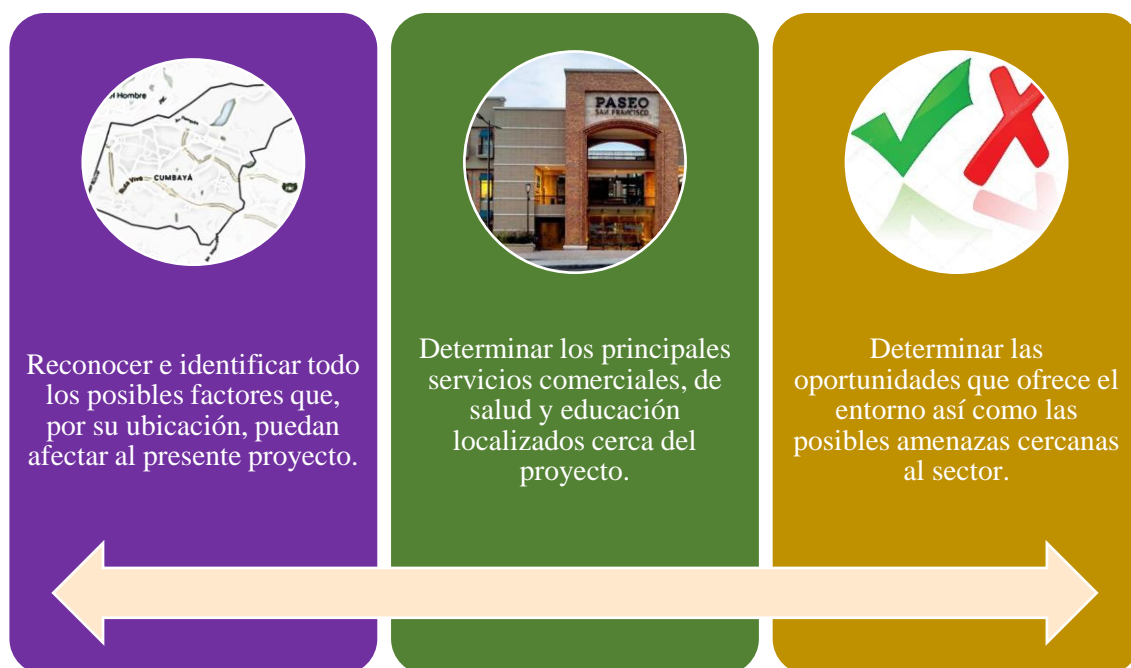 CUMBAYÁ
Reconocer e identificar todo
los posibles factores que,
por su ubicación, puedan
afectar al presente proyecto.
PASEO
SAN FRANCISCO
Determinar los principales
servicios comerciales, de
salud y educación
localizados cerca del
proyecto.
Determinar las
oportunidades que ofrece el
entorno así como las
posibles amenazas cercanas
al sector.